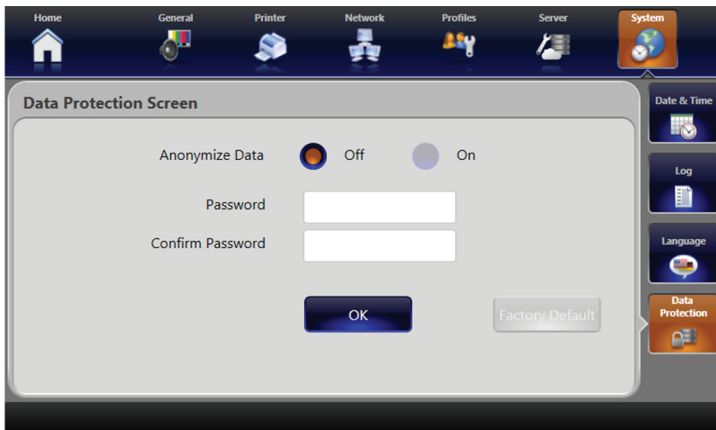 Home General Printer Network Profiles Server System
Data Protection Screen
Date & Time
Anonymize Data Off On
Log
Password
Confirm Password
Language
Data
Protection
OK Factory Default